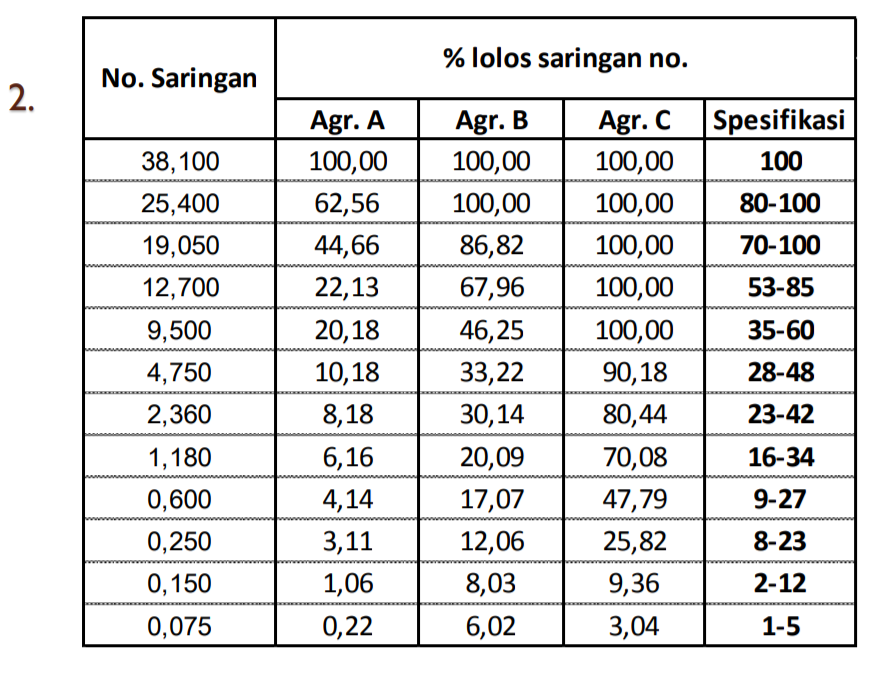 2.
No. Saringan % lolos saringan no.
Agr. A Agr. B Agr. C Spesifikasi
38,100 100,00 100,00 100,00 100
25,400 62,56 100,00 100,00 80-100
19,050 44,66 86,82 100,00 70-100
12,700 22,13 67,96 100,00 53-85
9,500 20,18 46,25 100,00 35-60
4,750 10,18 33,22 90,18 28-48
2,360 8,18 30,14 80,44 23-42
1,180 6,16 20,09 70,08 16-34
0,600 4,14 17,07 47,79 9-27
0,250 3,11 12,06 25,82 8-23
0,150 1,06 8,03 9,36 2-12
0,075 0,22 6,02 3,04 1-5